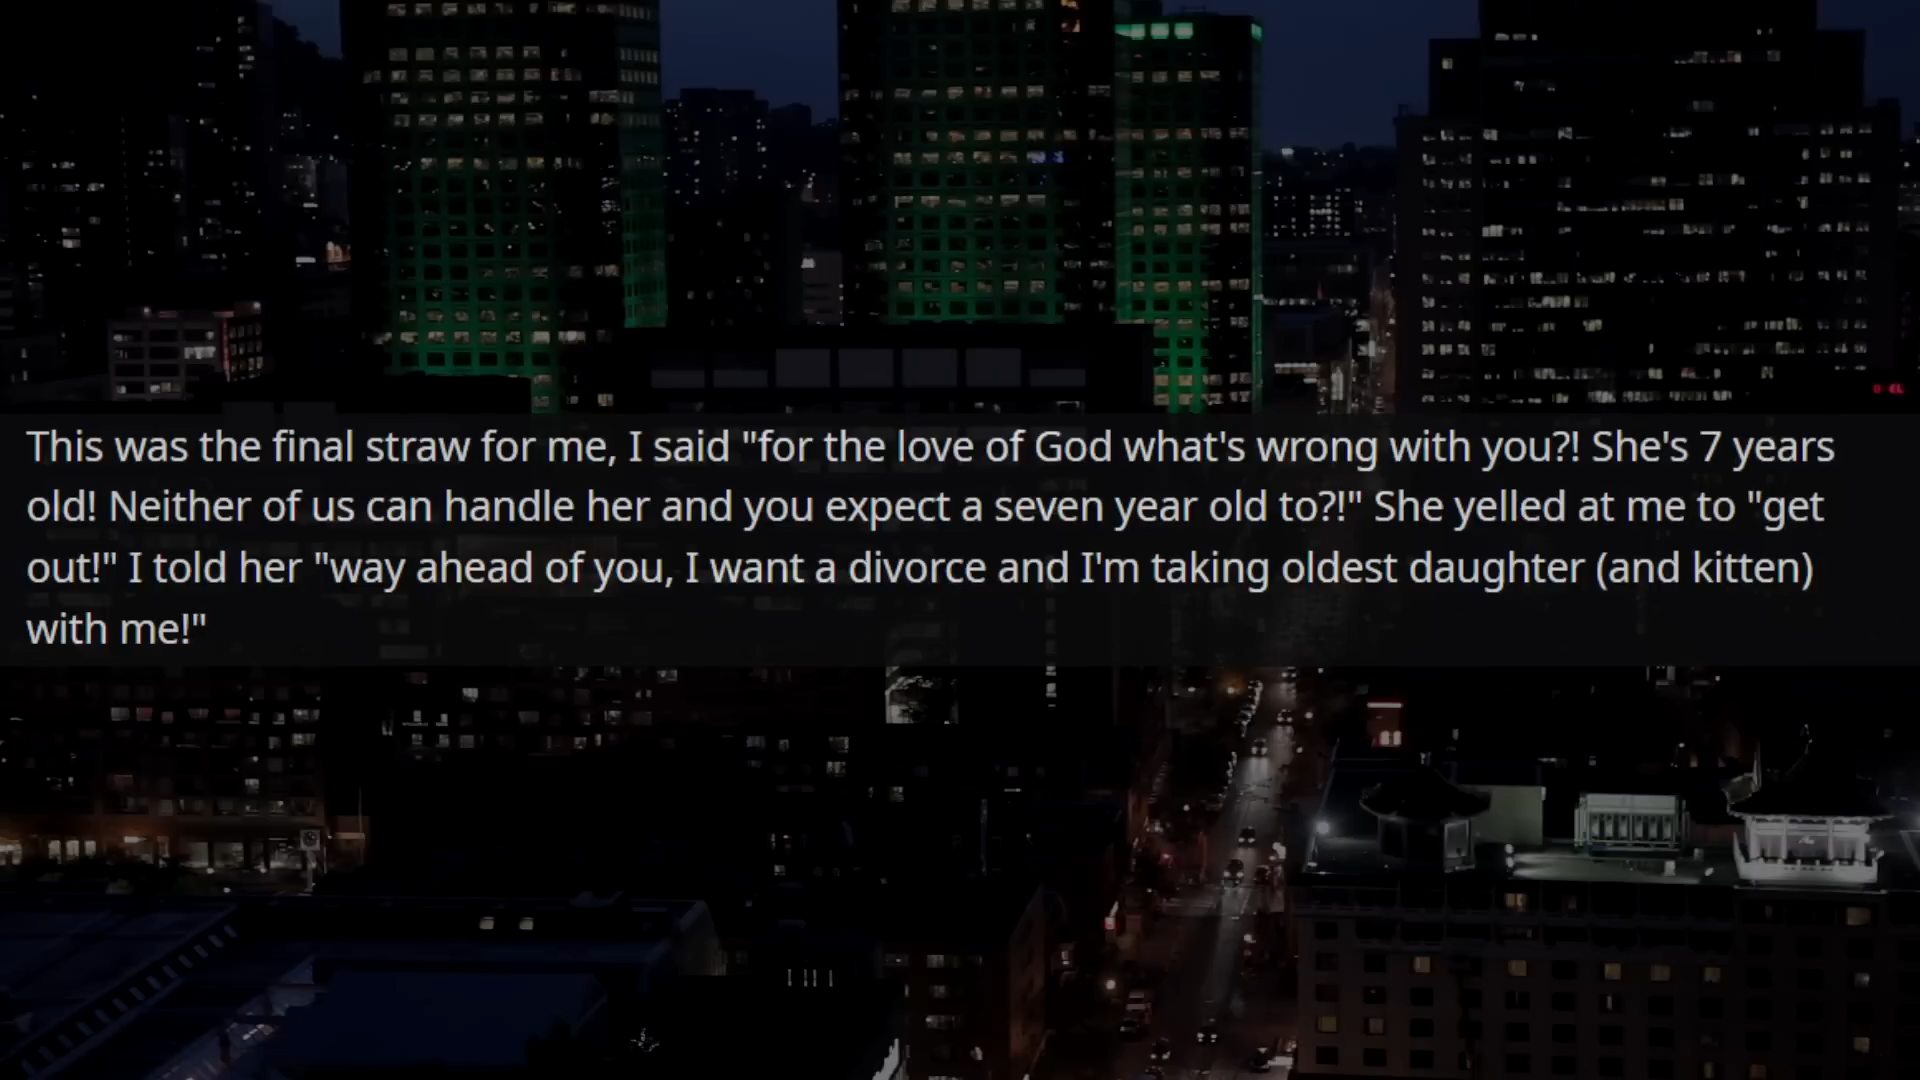 This was the final straw for me, I said "for the love of God what's wrong with you?! She's 7 years
old! Neither of us can handle her and you expect a seven year old to?!" She yelled at me to "get
out!" I told her "way ahead of you, I want a divorce and I'm taking oldest daughter (and kitten)
with me!"